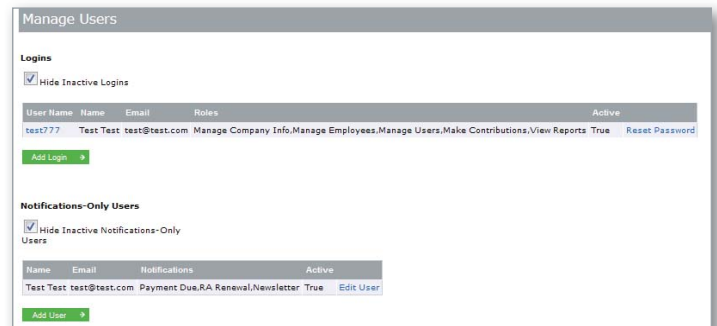 Manage Users
Logins
Hide Inactive Logins
User Name Name Email Roles Active
test777 Test Test test@test.com Manage Company Info,Manage Employees,Manage Users,Make Contributions,View Reports True Reset Password
Add Login
Notifications-Only Users
Hide Inactive Notifications-Only
Users
Name Email Notifications Active
Test Test test@test.com Payment Due,RA Renewal,Newsletter True Edit User
Add User